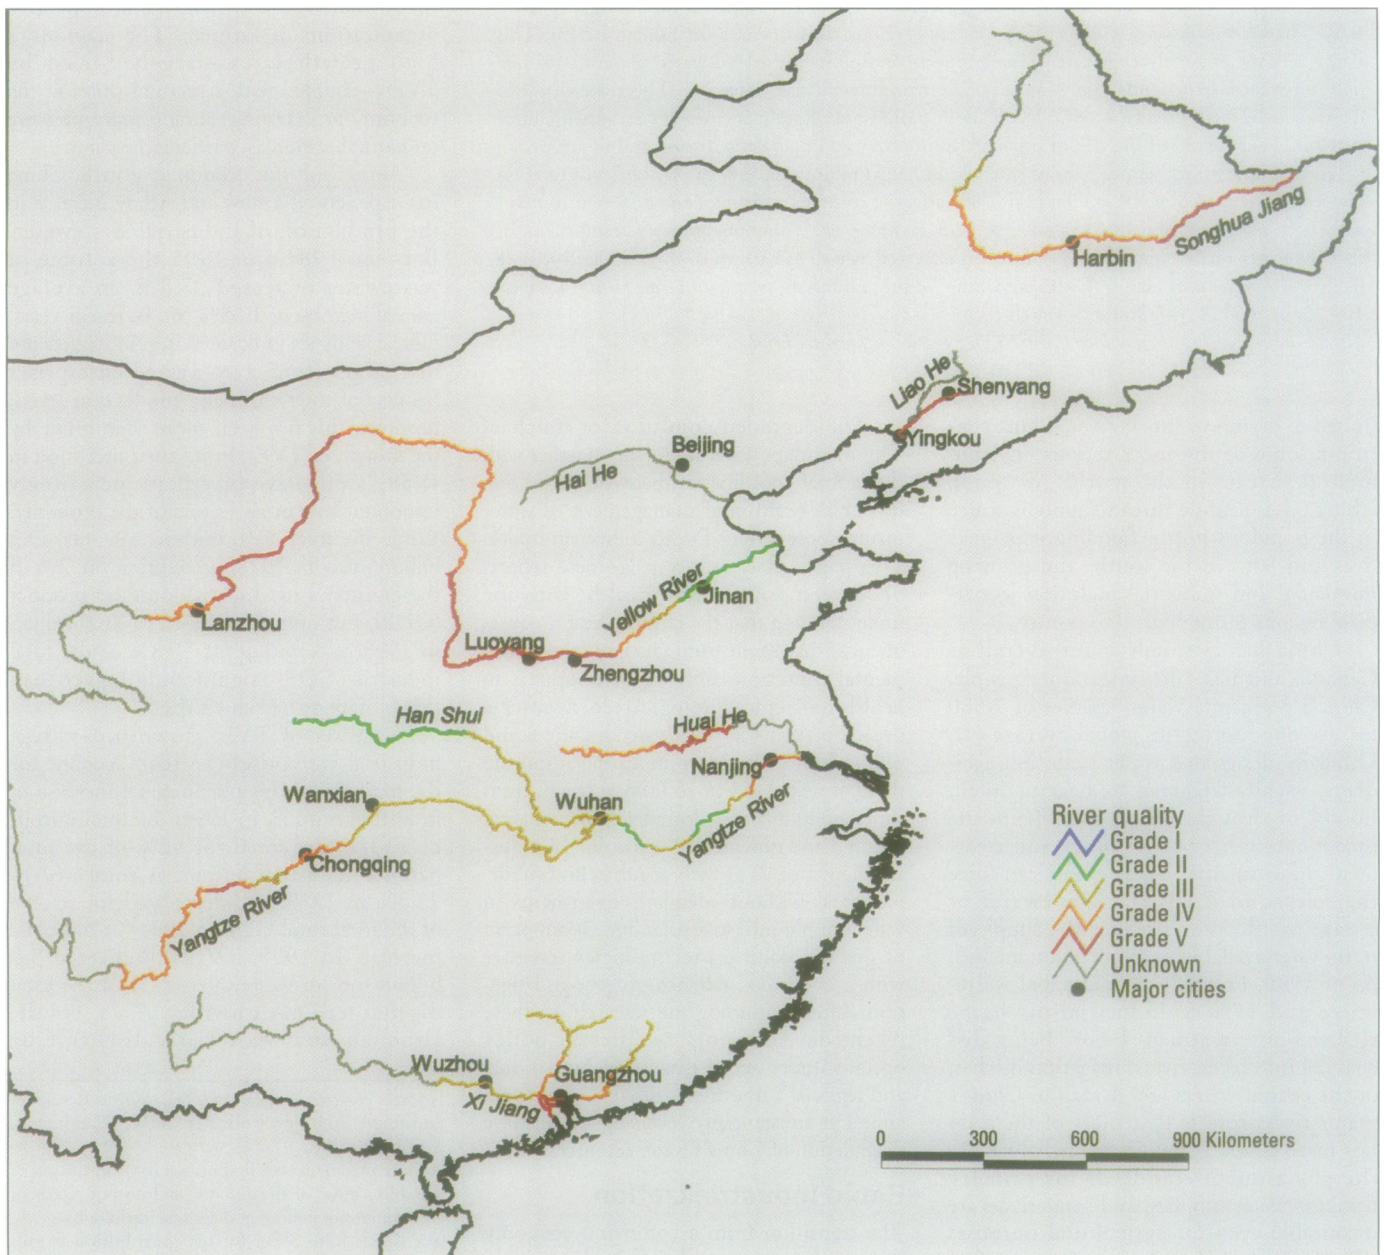 Songhua Jiang
Harbin
Liao He
Shenyang
Yingkou
Beijing
Hai He
Yellow River
Jinan
Lanzhou
Luoyang
Zhengzhou
Han Shui
Huai He
Nanjing
Wanxian
Wuhan
Yangtze River
Chongqing
Yangtze River
River quality
Grade I
Grade II
Grade III
Grade IV
Grade V
Unknown
Major cities
Wuzhou
Guangzhou
Xi Jiang
0 300 600 900 Kilometers